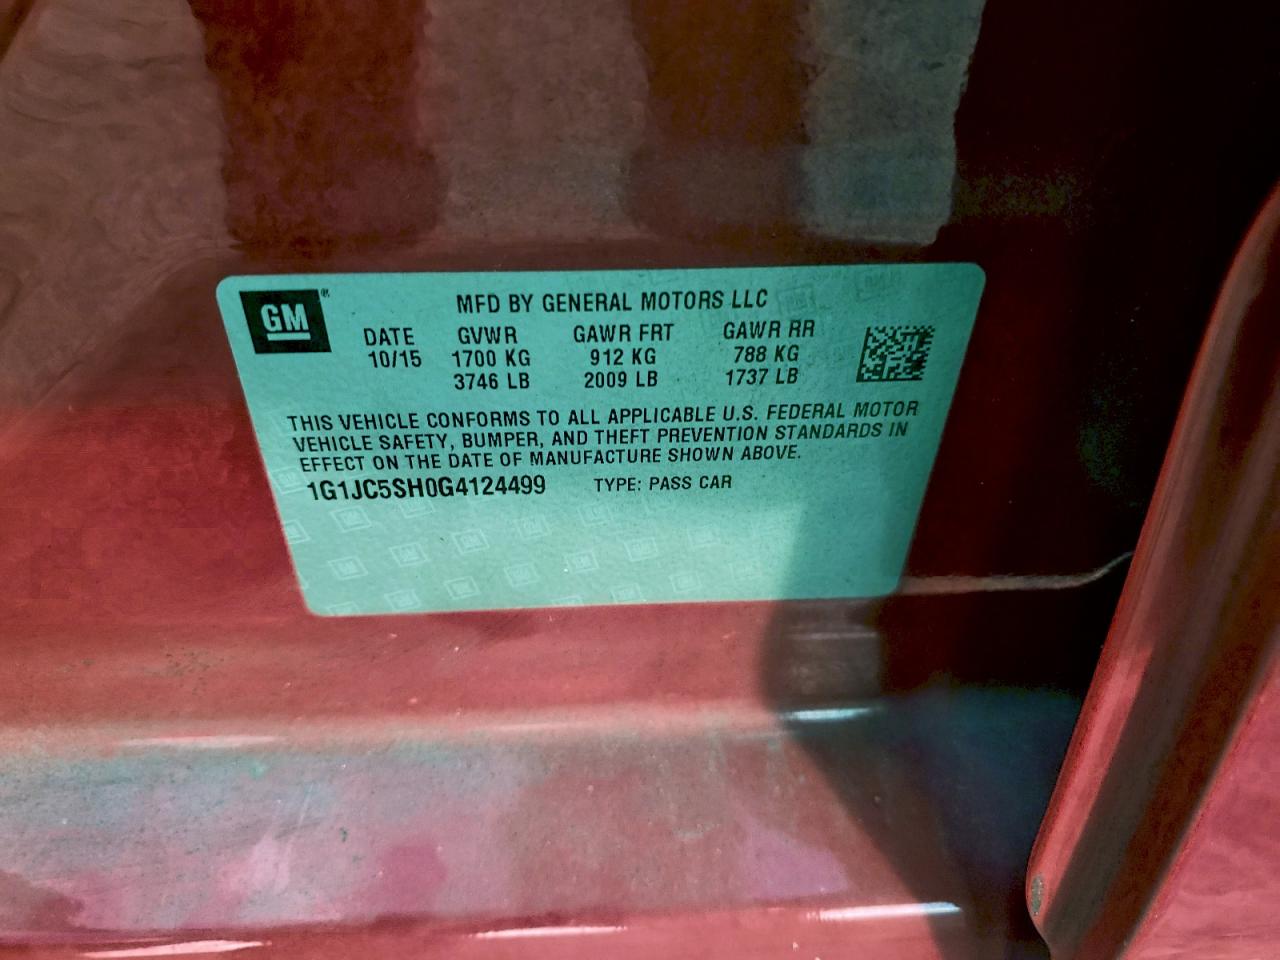 GM®
MFD BY GENERAL MOTORS LLC
DATE GVWR GAWR FRT GAWR RR
10/15 1700 KG 912 KG 788 KG
3746 LB 2009 LB 1737 LB
THIS VEHICLE CONFORMS TO ALL APPLICABLE U.S. FEDERAL MOTOR
VEHICLE SAFETY, BUMPER, AND THEFT PREVENTION STANDARDS IN
EFFECT ON THE DATE OF MANUFACTURE SHOWN ABOVE.
1G1JC5SH0G4124499 TYPE: PASS CAR